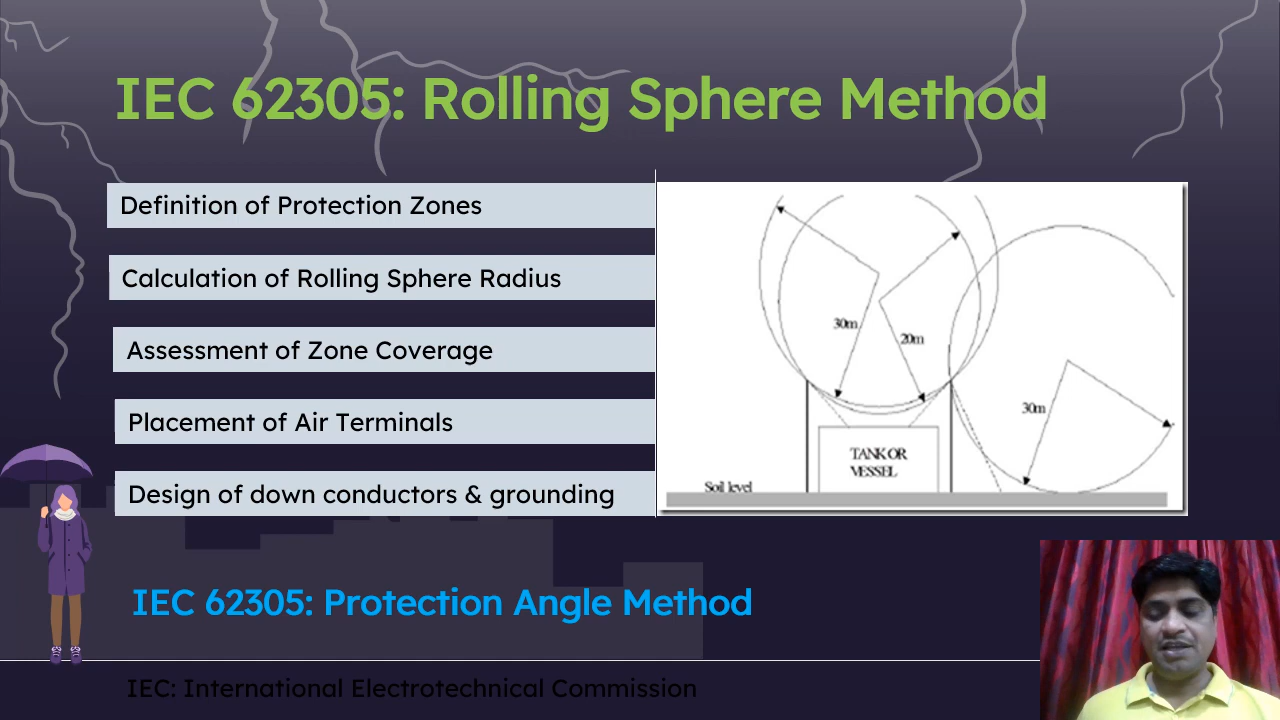 IEC 62305: Rolling Sphere Method
Definition of Protection Zones
Calculation of Rolling Sphere Radius
Assessment of Zone Coverage
Placement of Air Terminals
Design of down conductors & grounding
30m
20m
30m
TANK OR
VESSEL
Soil level
IEC 62305: Protection Angle Method
IEC: International Electrotechnical Commission